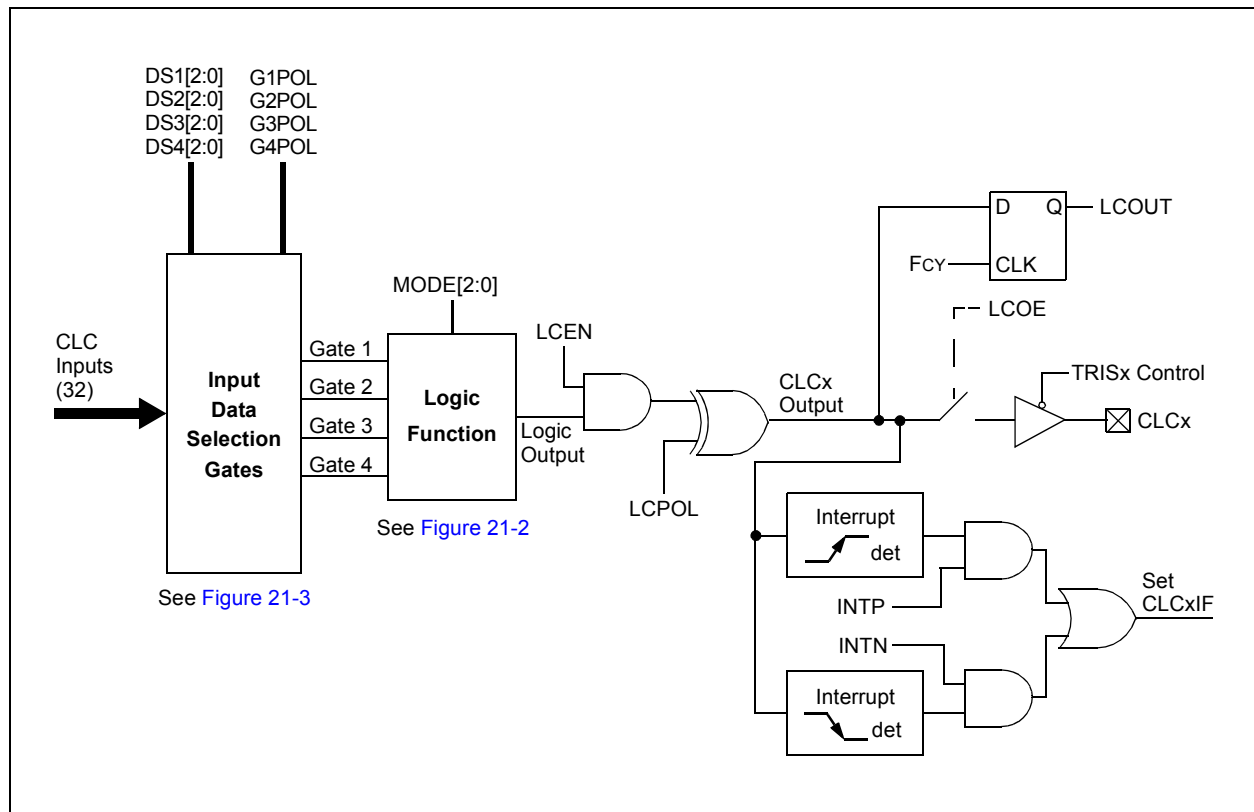 DS1[2:0] G1POL
DS2[2:0] G2POL
DS3[2:0] G3POL
DS4[2:0] G4POL
D Q LCOUT
FCY CLK
MODE[2:0]
LCOE
LCEN
CLC
Inputs
(32)
Input
Data
Selection
Gates
Gate 1
Gate 2
Gate 3
Gate 4
Logic
Function
Logic
Output
CLCx
Output
TRISx Control
CLCx
LCPOL
See Figure 21-2
See Figure 21-3
Interrupt
det
INTP
Set
CLCxIF
INTN
Interrupt
det